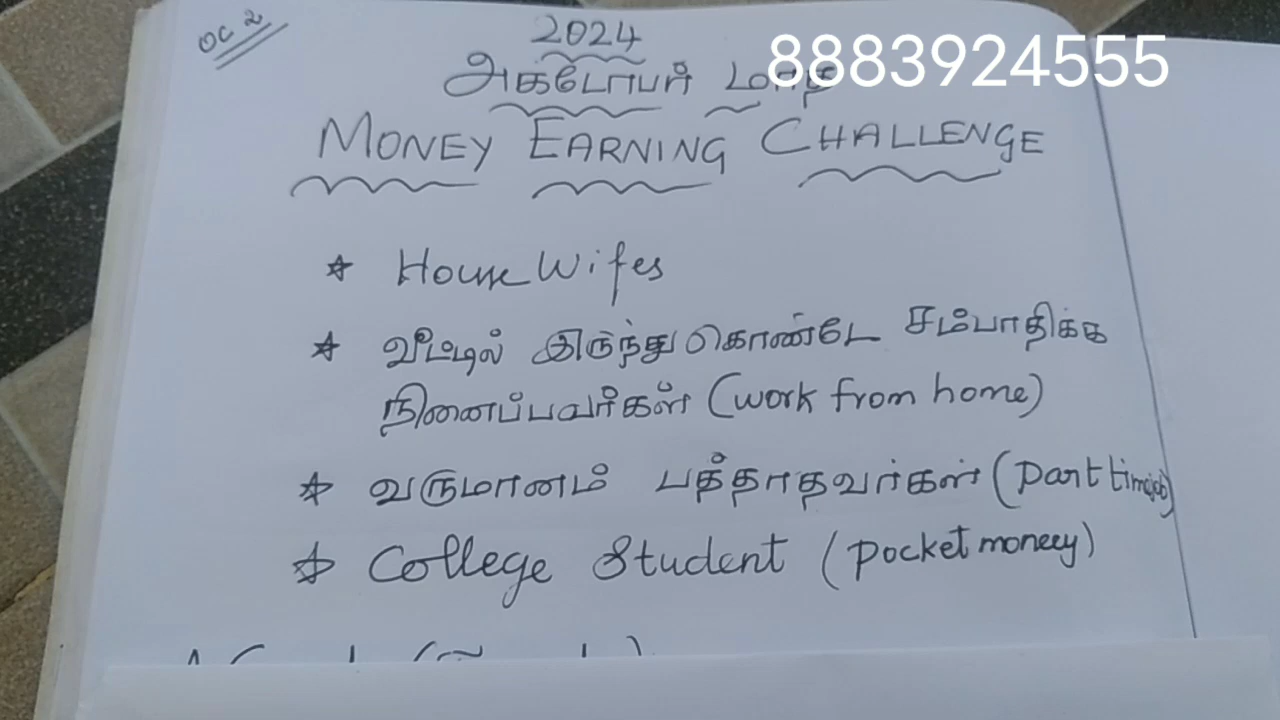 OC 2
2024
8883924555
அக்டோபர் மாத
MONEY EARNING CHALLENGE
House Wifes
வீட்டில் இருந்து கொண்டே சம்பாதிக்க
நினைப்பவர்கள் (work from home)
வருமானம் பத்தாதவர்கள் (Part time job)
College Student (pocket money)